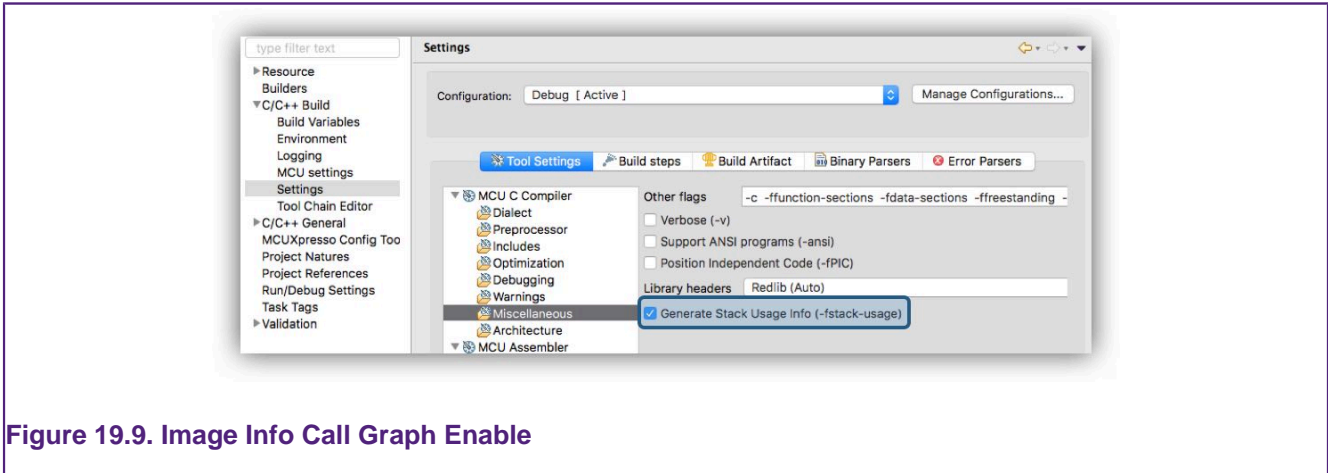 type filter text
Resource
Builders
C/C++ Build
Build Variables
Environment
Logging
MCU settings
Settings
Tool Chain Editor
C/C++ General
MCUXpresso Config Too
Project Natures
Project References
Run/Debug Settings
Task Tags
Validation
Settings
Configuration: Debug [ Active ] Manage Configurations...
Tool Settings Build steps Build Artifact Binary Parsers Error Parsers
MCU C Compiler
Dialect
Preprocessor
Includes
Optimization
Debugging
Warnings
Miscellaneous
Architecture
MCU Assembler
Other flags -c -ffunction-sections -fdata-sections -ffreestanding -
Verbose (-v)
Support ANSI programs (-ansi)
Position Independent Code (-fPIC)
Library headers Redlib (Auto)
Generate Stack Usage Info (-fstack-usage)
Figure 19.9. Image Info Call Graph Enable